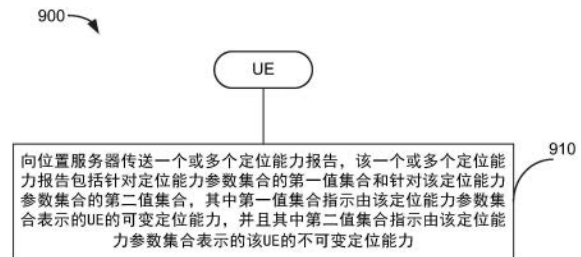 900
UE
910
向位置服务器传送一个或多个定位能力报告，该一个或多个定位能
力报告包括针对定位能力参数集合的第一值集合和针对该定位能力
参数集合的第二值集合，其中第一值集合指示由该定位能力参数集
合表示的UE的可变定位能力，并且其中第二值集合指示由该定位能
力参数集合表示的该UE的不可变定位能力